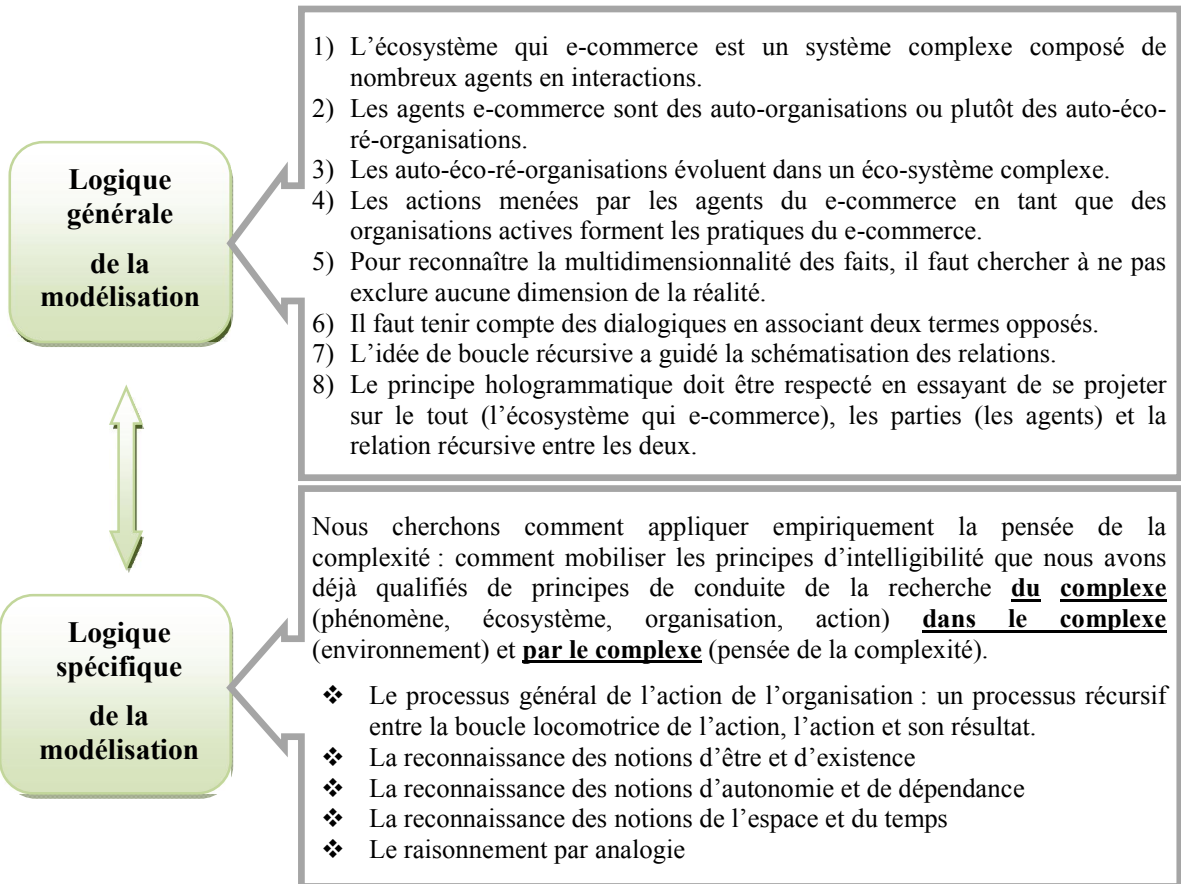 Logique
générale
de la
modélisation
1) L’écosystème qui e-commerce est un système complexe composé de
nombreux agents en interactions.
2) Les agents e-commerce sont des auto-organisations ou plutôt des auto-éco-
ré-organisations.
3) Les auto-éco-ré-organisations évoluent dans un éco-système complexe.
4) Les actions menées par les agents du e-commerce en tant que des
organisations actives forment les pratiques du e-commerce.
5) Pour reconnaître la multidimensionnalité des faits, il faut chercher à ne pas
exclure aucune dimension de la réalité.
6) Il faut tenir compte des dialogiques en associant deux termes opposés.
7) L’idée de boucle récursive a guidé la schématisation des relations.
8) Le principe hologrammatique doit être respecté en essayant de se projeter
sur le tout (l’écosystème qui e-commerce), les parties (les agents) et la
relation récursive entre les deux.
Logique
spécifique
de la
modélisation
Nous cherchons comment appliquer empiriquement la pensée de la
complexité : comment mobiliser les principes d’intelligibilité que nous avons
déjà qualifiés de principes de conduite de la recherche du complexe
(phénomène, écosystème, organisation, action) dans le complexe
(environnement) et par le complexe (pensée de la complexité).
❖ Le processus général de l’action de l’organisation : un processus récursif
entre la boucle locomotrice de l’action, l’action et son résultat.
❖ La reconnaissance des notions d’être et d’existence
❖ La reconnaissance des notions d’autonomie et de dépendance
❖ La reconnaissance des notions de l’espace et du temps
❖ Le raisonnement par analogie